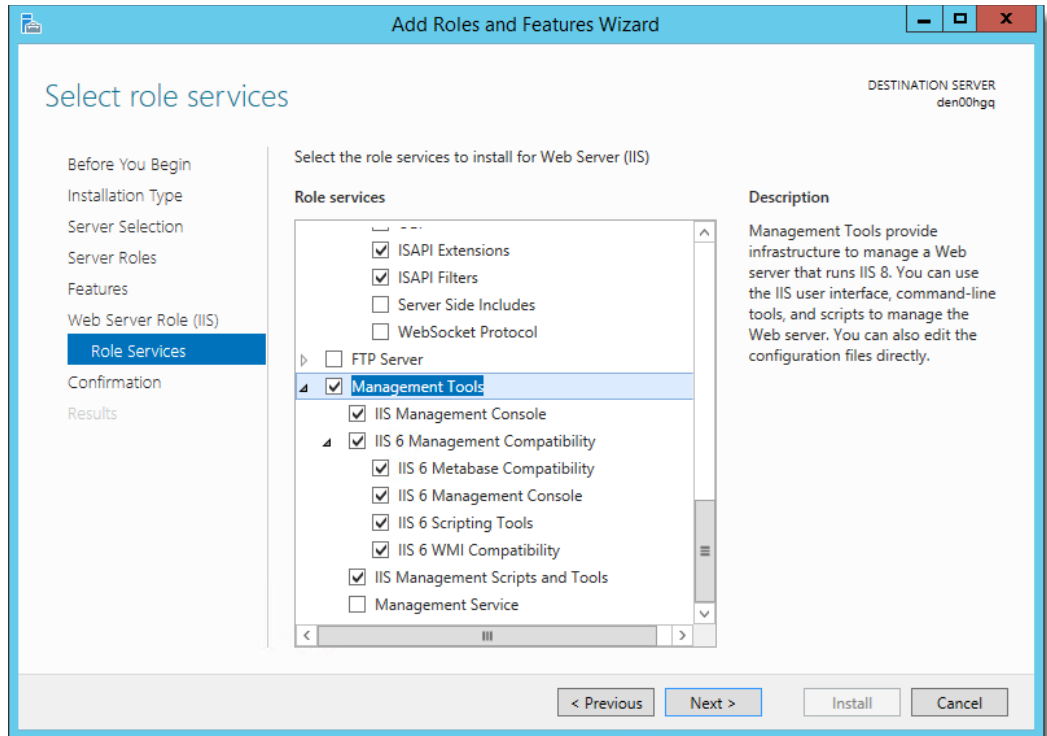 Add Roles and Features Wizard
Select role services
DESTINATION SERVER
den00hgq
Before You Begin
Installation Type
Server Selection
Server Roles
Features
Web Server Role (IIS)
Role Services
Confirmation
Results
Select the role services to install for Web Server (IIS)
Role services
ISAPI Extensions
ISAPI Filters
Server Side Includes
WebSocket Protocol
FTP Server
Management Tools
IIS Management Console
IIS 6 Management Compatibility
IIS 6 Metabase Compatibility
IIS 6 Management Console
IIS 6 Scripting Tools
IIS 6 WMI Compatibility
IIS Management Scripts and Tools
Management Service
Description
Management Tools provide
infrastructure to manage a Web
server that runs IIS 8. You can use
the IIS user interface, command-line
tools, and scripts to manage the
Web server. You can also edit the
configuration files directly.
< Previous
Next >
Install
Cancel